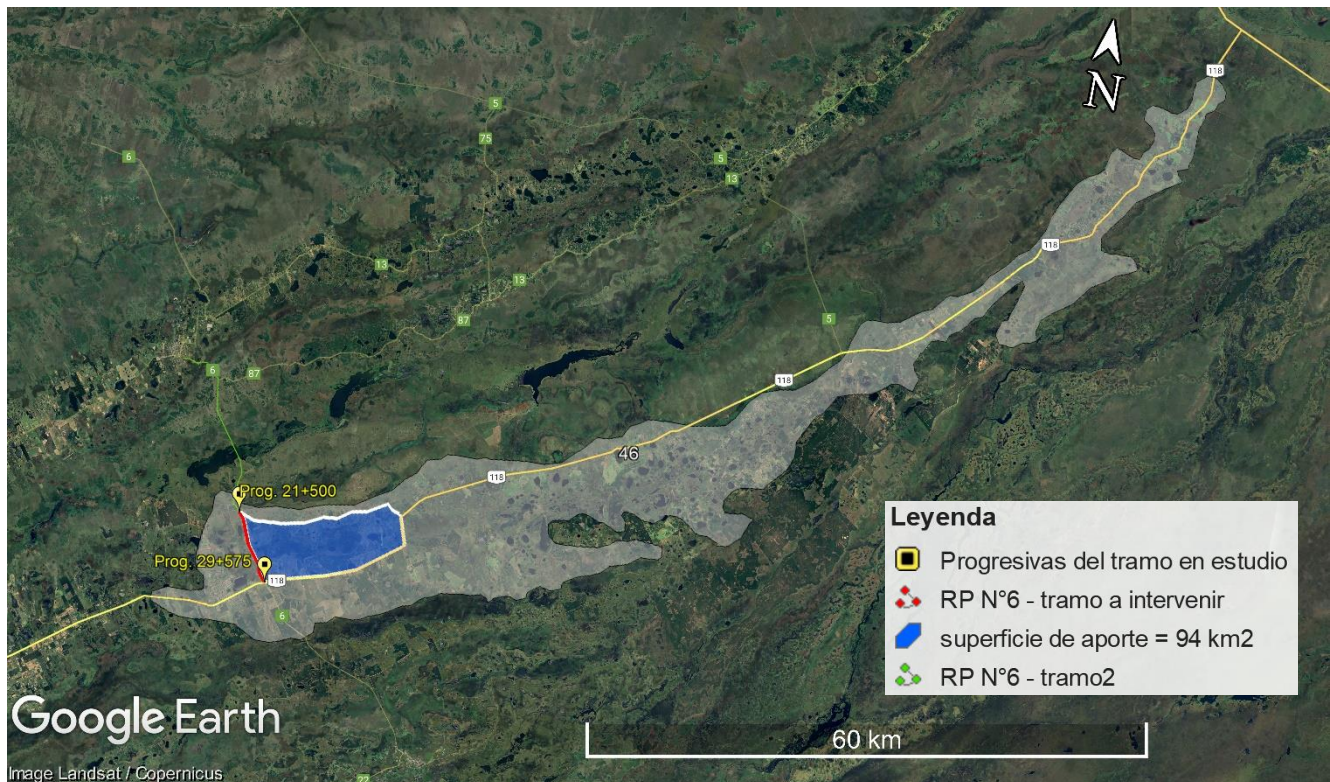 118
N
5
75
6
5
13
118
13
13
5
87
118
6
87
46
118
Prog. 21+500
Prog. 29+575
118
6
Leyenda
Progresivas del tramo en estudio
RP N°6 - tramo a intervenir
superficie de aporte = 94 km2
RP N°6 - tramo2
Google Earth
60 km
Image Landsat / Copernicus
22